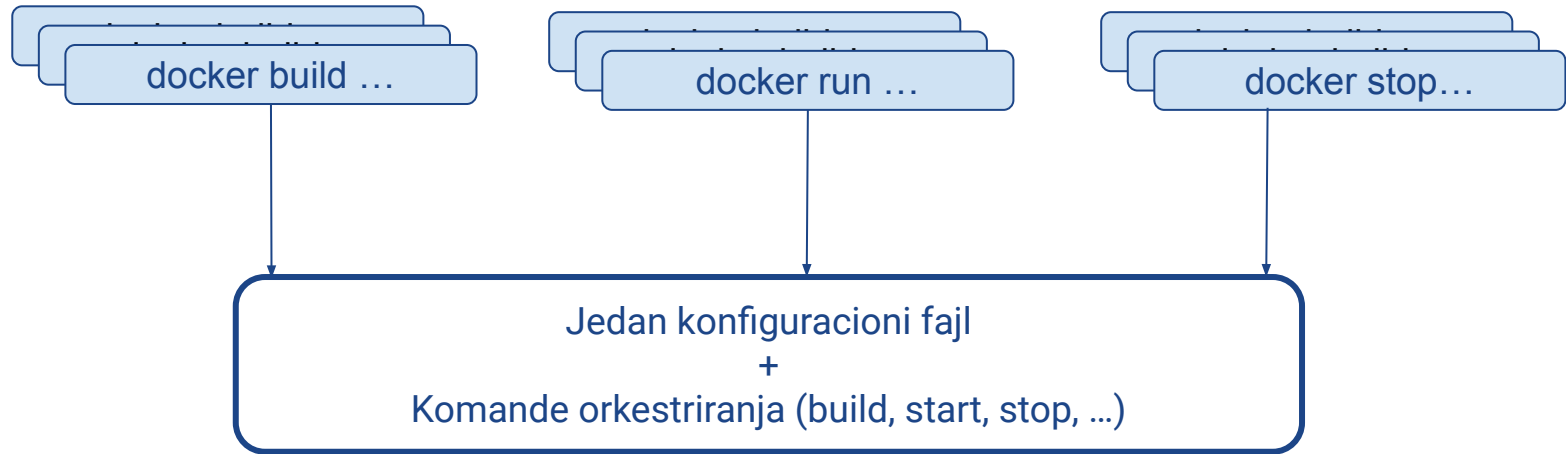 docker build …
docker run …
docker stop…
Jedan konfiguracioni fajl
+
Komande orkestriranja (build, start, stop, …)